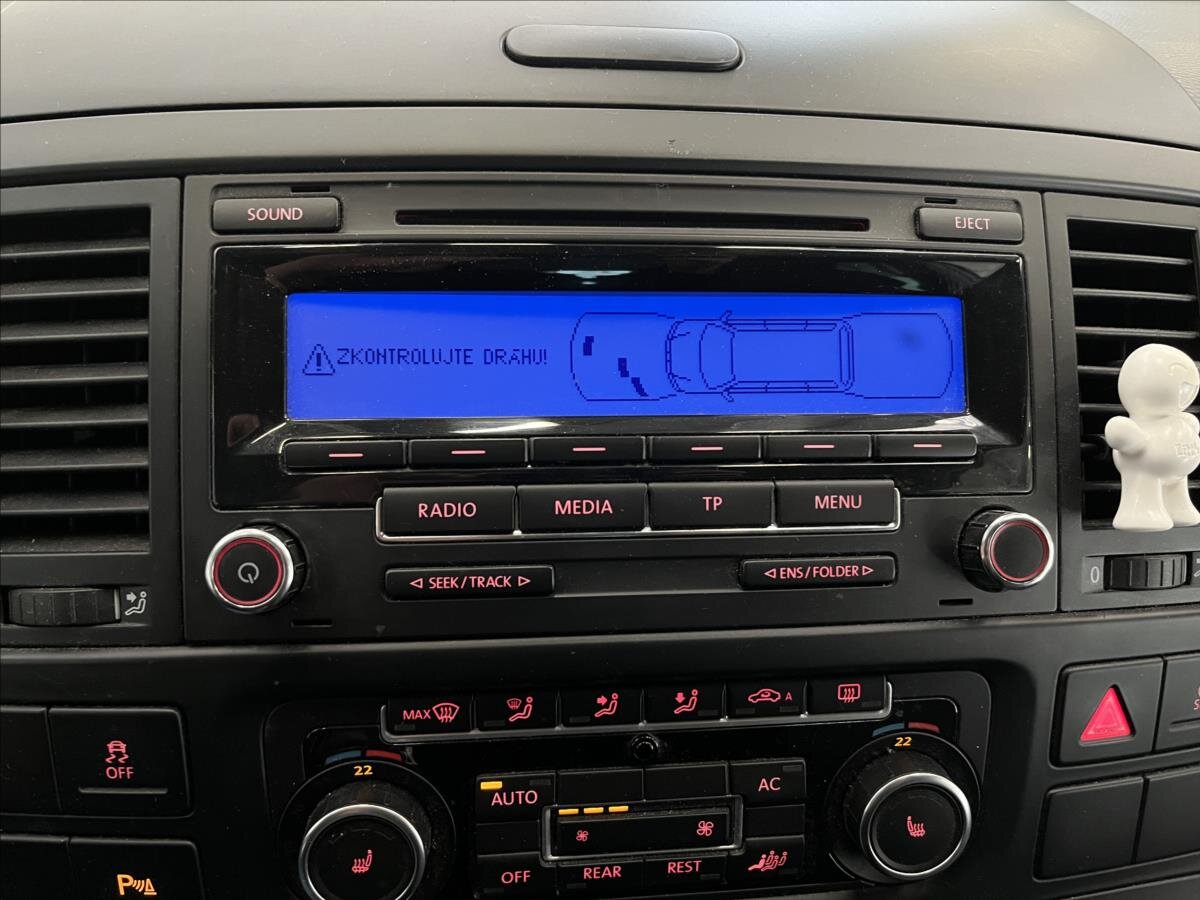 SOUND
EJECT
ZKONTROLUJTE DRÁHU!
RADIO
MEDIA
TP
MENU
◁ SEEK/TRACK ▷
◁ ENS/FOLDER ▷
0
MAX
A
OFF
22
22
AUTO
AC
OFF
REAR
REST
P